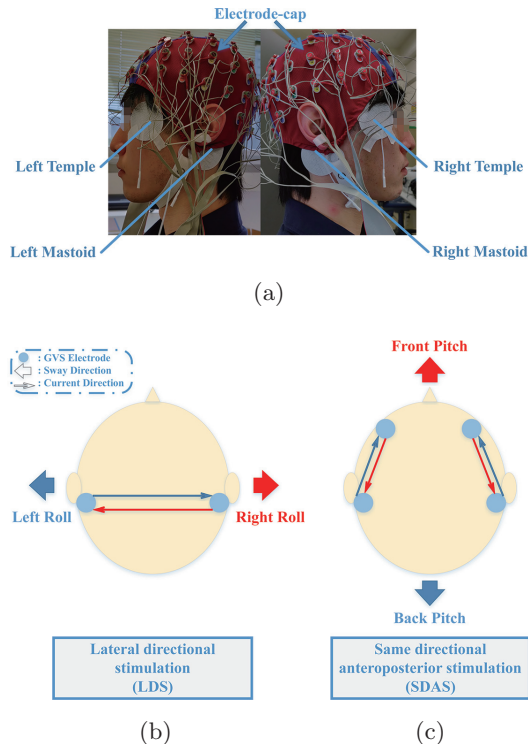 Electrode-cap
Left Temple
Right Temple
Left Mastoid
Right Mastoid
(a)
: GVS Electrode
: Sway Direction
: Current Direction
Front Pitch
Left Roll
Right Roll
Back Pitch
Lateral directional
stimulation
(LDS)
Same directional
anteroposterior stimulation
(SDAS)
(b)
(c)